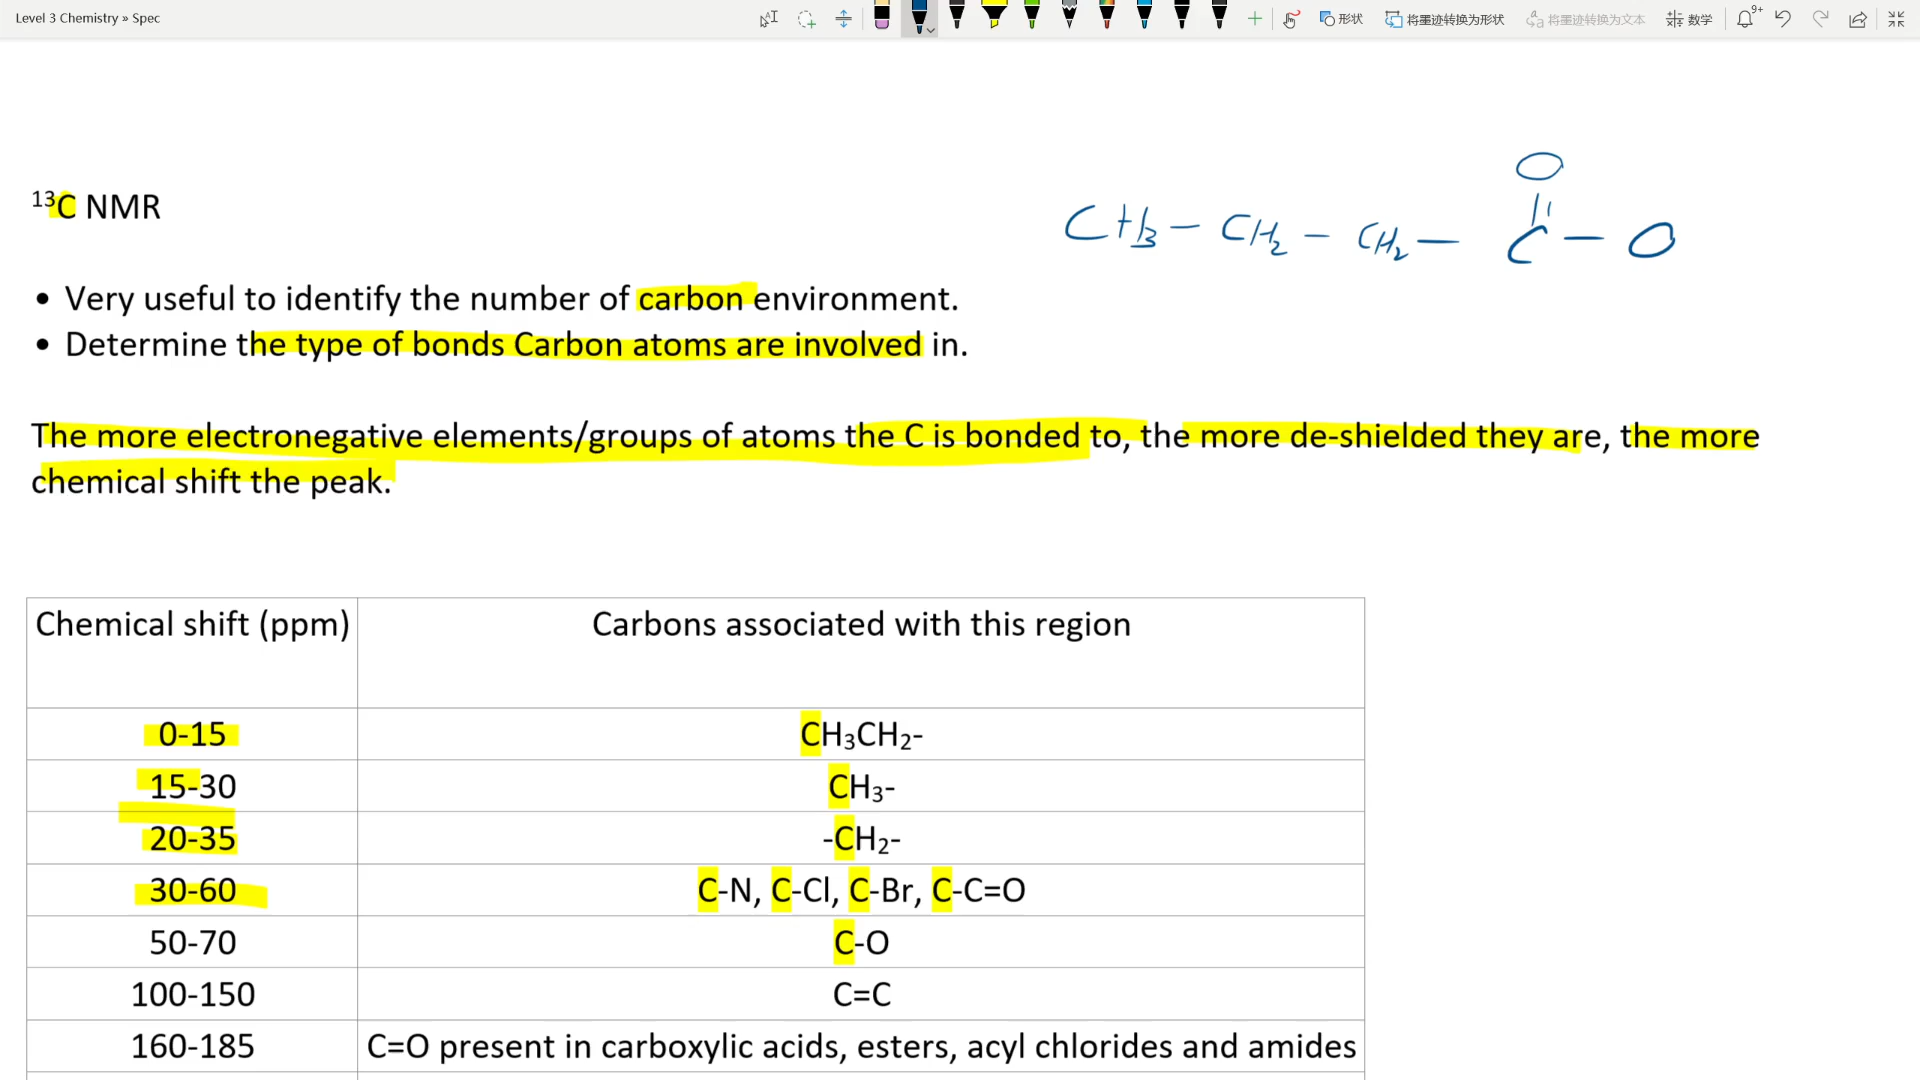 Level 3 Chemistry » Spec
形状 将墨迹转换为形状 将墨迹转换为文本 数学 9+
¹³C NMR
O
CH₃ – CH₂ – CH₂ – C – O
• Very useful to identify the number of carbon environment.
• Determine the type of bonds Carbon atoms are involved in.
The more electronegative elements/groups of atoms the C is bonded to, the more de-shielded they are, the more
chemical shift the peak.
Chemical shift (ppm) Carbons associated with this region
0-15 CH₃CH₂-
15-30 CH₃-
20-35 -CH₂-
30-60 C-N, C-Cl, C-Br, C-C=O
50-70 C-O
100-150 C=C
160-185 C=O present in carboxylic acids, esters, acyl chlorides and amides